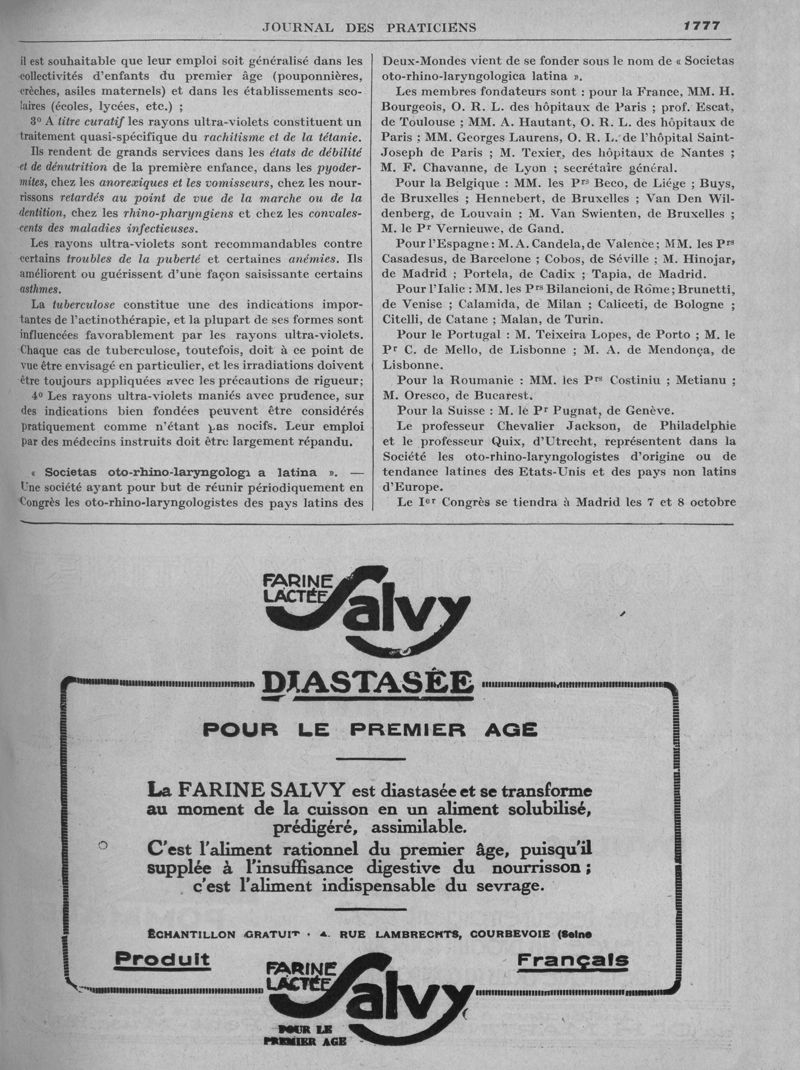 JOURNAL DES PRATICIENS 1777
il est souhaitable que leur emploi soit généralisé dans les
collectivités d'enfants du premier âge (pouponnières,
crèches, asiles maternels) et dans les établissements sco-
laires (écoles, lycées, etc.) ;
3º A titre curatif les rayons ultra-violets constituent un
traitement quasi-spécifique du rachitisme et de la tétanie.
Ils rendent de grands services dans les états de débilité
et de dénutrition de la première enfance, dans les pyoder-
mites, chez les anorexiques et les vomisseurs, chez les nour-
rissons retardés au point de vue de la marche ou de la
dentition, chez les rhino-pharyngiens et chez les convales-
cents des maladies infectieuses.
Les rayons ultra-violets sont recommandables contre
certains troubles de la puberté et certaines anémies. Ils
améliorent ou guérissent d'une façon saisissante certains
asthmes.
La tuberculose constitue une des indications impor-
tantes de l'actinothérapie, et la plupart de ses formes sont
influencées favorablement par les rayons ultra-violets.
Chaque cas de tuberculose, toutefois, doit à ce point de
vue être envisagé en particulier, et les irradiations doivent
être toujours appliquées avec les précautions de rigueur;
4º Les rayons ultra-violets maniés avec prudence, sur
des indications bien fondées peuvent être considérés
pratiquement comme n'étant pas nocifs. Leur emploi
par des médecins instruits doit être largement répandu.
« Societas oto-rhino-laryngologi a latina ». —
Une société ayant pour but de réunir périodiquement en
Congrès les oto-rhino-laryngologistes des pays latins des
Deux-Mondes vient de se fonder sous le nom de « Societas
oto-rhino-laryngologica latina ».
Les membres fondateurs sont : pour la France, MM. H.
Bourgeois, O. R. L. des hôpitaux de Paris ; prof. Escat,
de Toulouse ; MM. A. Hautant, O. R. L. des hôpitaux de
Paris ; MM. Georges Laurens, O. R. L. de l'hôpital Saint-
Joseph de Paris ; M. Texier, des hôpitaux de Nantes ;
M. F. Chavanne, de Lyon ; secrétaire général.
Pour la Belgique : MM. les Prs Beco, de Liége ; Buys,
de Bruxelles ; Hennebert, de Bruxelles ; Van Den Wil-
denberg, de Louvain ; M. Van Swienten, de Bruxelles ;
M. le Pr Vernieuwe, de Gand.
Pour l'Espagne : M. A. Candela, de Valence ; MM. les Prs
Casadesus, de Barcelone ; Cobos, de Séville ; M. Hinojar,
de Madrid ; Portela, de Cadix ; Tapia, de Madrid.
Pour l'Ialie : MM. les Prs Bilancioni, de Rome; Brunetti,
de Venise ; Calamida, de Milan ; Caliceti, de Bologne ;
Citelli, de Catane ; Malan, de Turin.
Pour le Portugal : M. Teixeira Lopes, de Porto ; M. le
Pr C. de Mello, de Lisbonne ; M. A. de Mendonça, de
Lisbonne.
Pour la Roumanie : MM. les Prs Costiniu ; Metianu ;
M. Oresco, de Bucarest.
Pour la Suisse : M. le Pr Pugnat, de Genève.
Le professeur Chevalier Jackson, de Philadelphie
et le professeur Quix, d'Utrecht, représentent dans la
Société les oto-rhino-laryngologistes d'origine ou de
tendance latines des Etats-Unis et des pays non latins
d'Europe.
Le Ier Congrès se tiendra à Madrid les 7 et 8 octobre
FARINE
LACTÉE
Salvy
DIASTASÉE
POUR LE PREMIER AGE
La FARINE SALVY est diastasée et se transforme
au moment de la cuisson en un aliment solubilisé,
prédigéré, assimilable.
C'est l'aliment rationnel du premier âge, puisqu'il
supplée à l'insuffisance digestive du nourrisson ;
c'est l'aliment indispensable du sevrage.
ÉCHANTILLON GRATUIT • 4. RUE LAMBRECHTS, COURBEVOIE (Seine
Produit Français
FARINE
LACTÉE
Salvy
POUR LE
PREMIER AGE